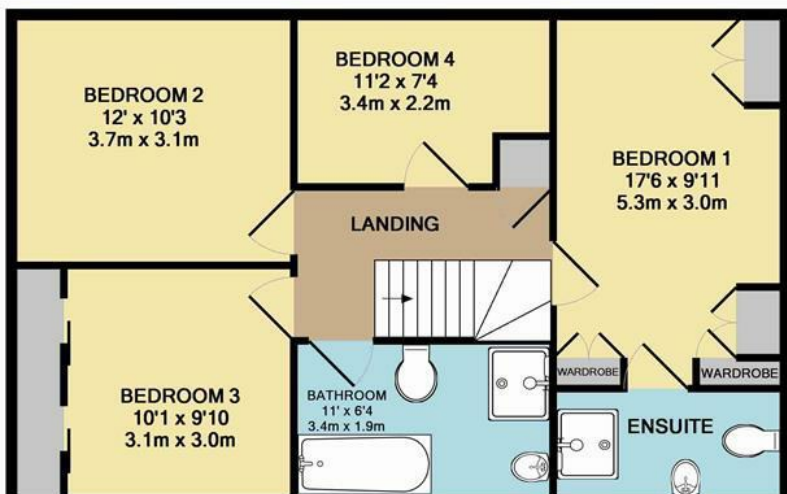 BEDROOM 2
12' x 10'3
3.7m x 3.1m
BEDROOM 4
11'2 x 7'4
3.4m x 2.2m
BEDROOM 1
17'6 x 9'11
5.3m x 3.0m
LANDING
BEDROOM 3
10'1 x 9'10
3.1m x 3.0m
BATHROOM
11' x 6'4
3.4m x 1.9m
WARDROBE
WARDROBE
ENSUITE